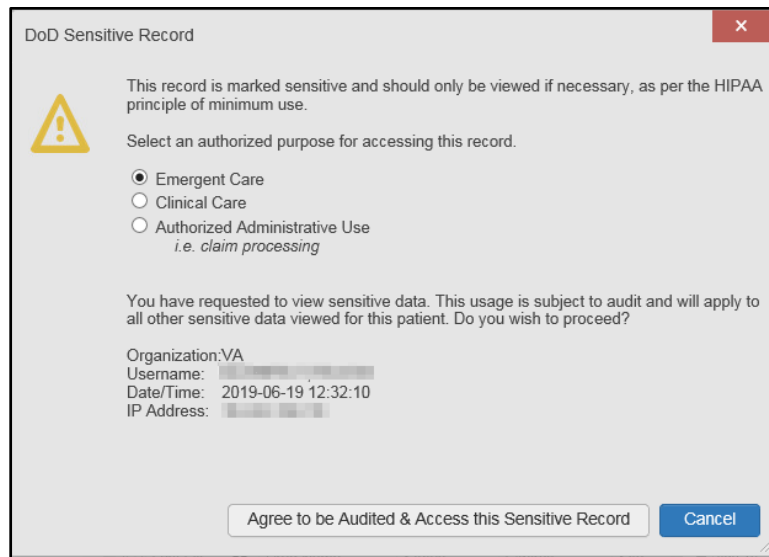 DoD Sensitive Record
This record is marked sensitive and should only be viewed if necessary, as per the HIPAA
principle of minimum use.
Select an authorized purpose for accessing this record.
Emergent Care
Clinical Care
Authorized Administrative Use
i.e. claim processing
You have requested to view sensitive data. This usage is subject to audit and will apply to
all other sensitive data viewed for this patient. Do you wish to proceed?
Organization:VA
Username:
Date/Time: 2019-06-19 12:32:10
IP Address:
Agree to be Audited & Access this Sensitive Record Cancel